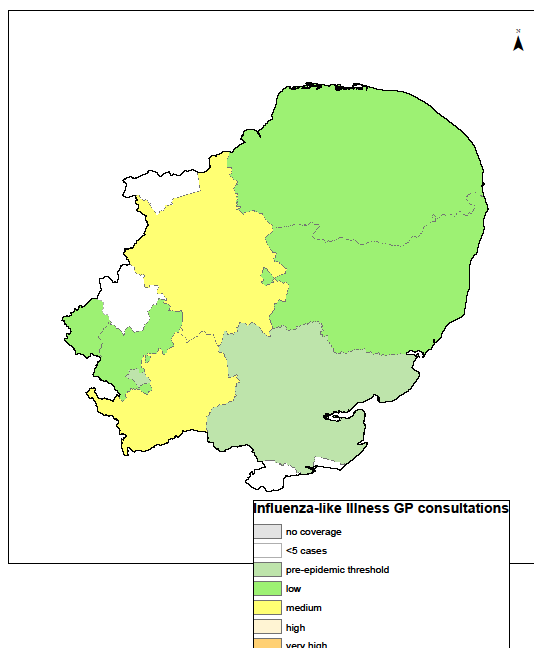 N
Influenza-like Illness GP consultations
no coverage
<5 cases
pre-epidemic threshold
low
medium
high
very high